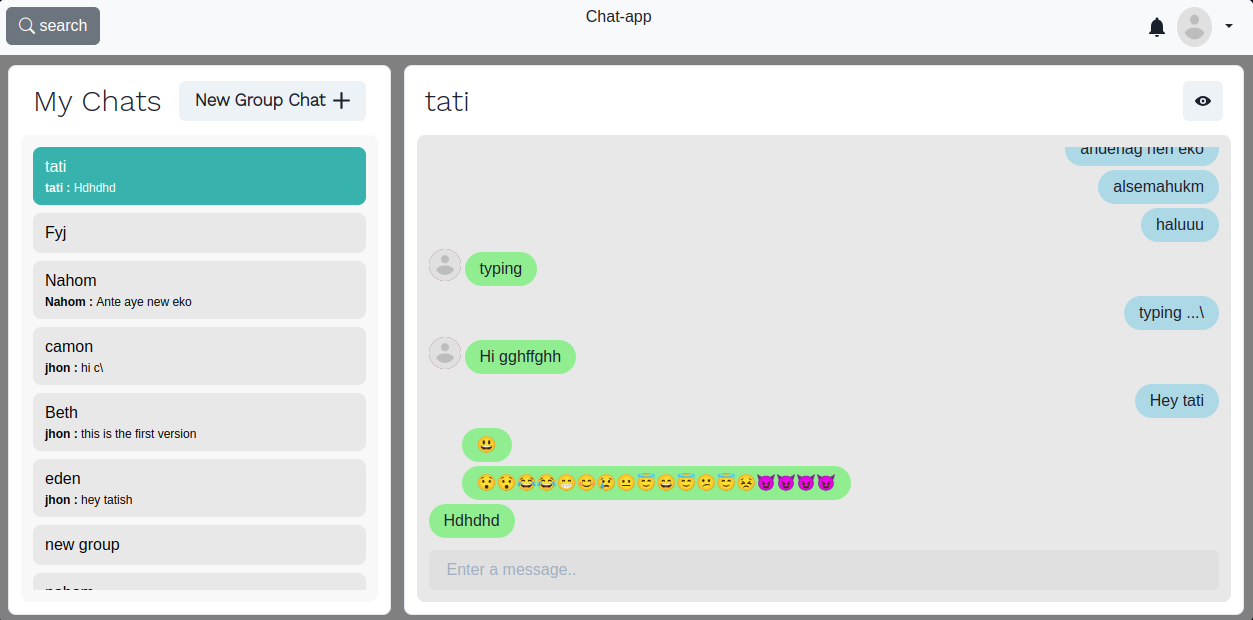 search
Chat-app
My Chats
New Group Chat
tati
tati : Hdhdhd
Fyj
Nahom
Nahom : Ante aye new eko
camon
jhon : hi c\
Beth
jhon : this is the first version
eden
jhon : hey tatish
new group
tati
alsemahukm
haluuu
typing
typing ...\
Hi gghffghh
Hey tati
😃
😯😯😂😂😁😊😢😐😇😄😇😕😇😣😈😈😈😈
Hdhdhd
Enter a message..